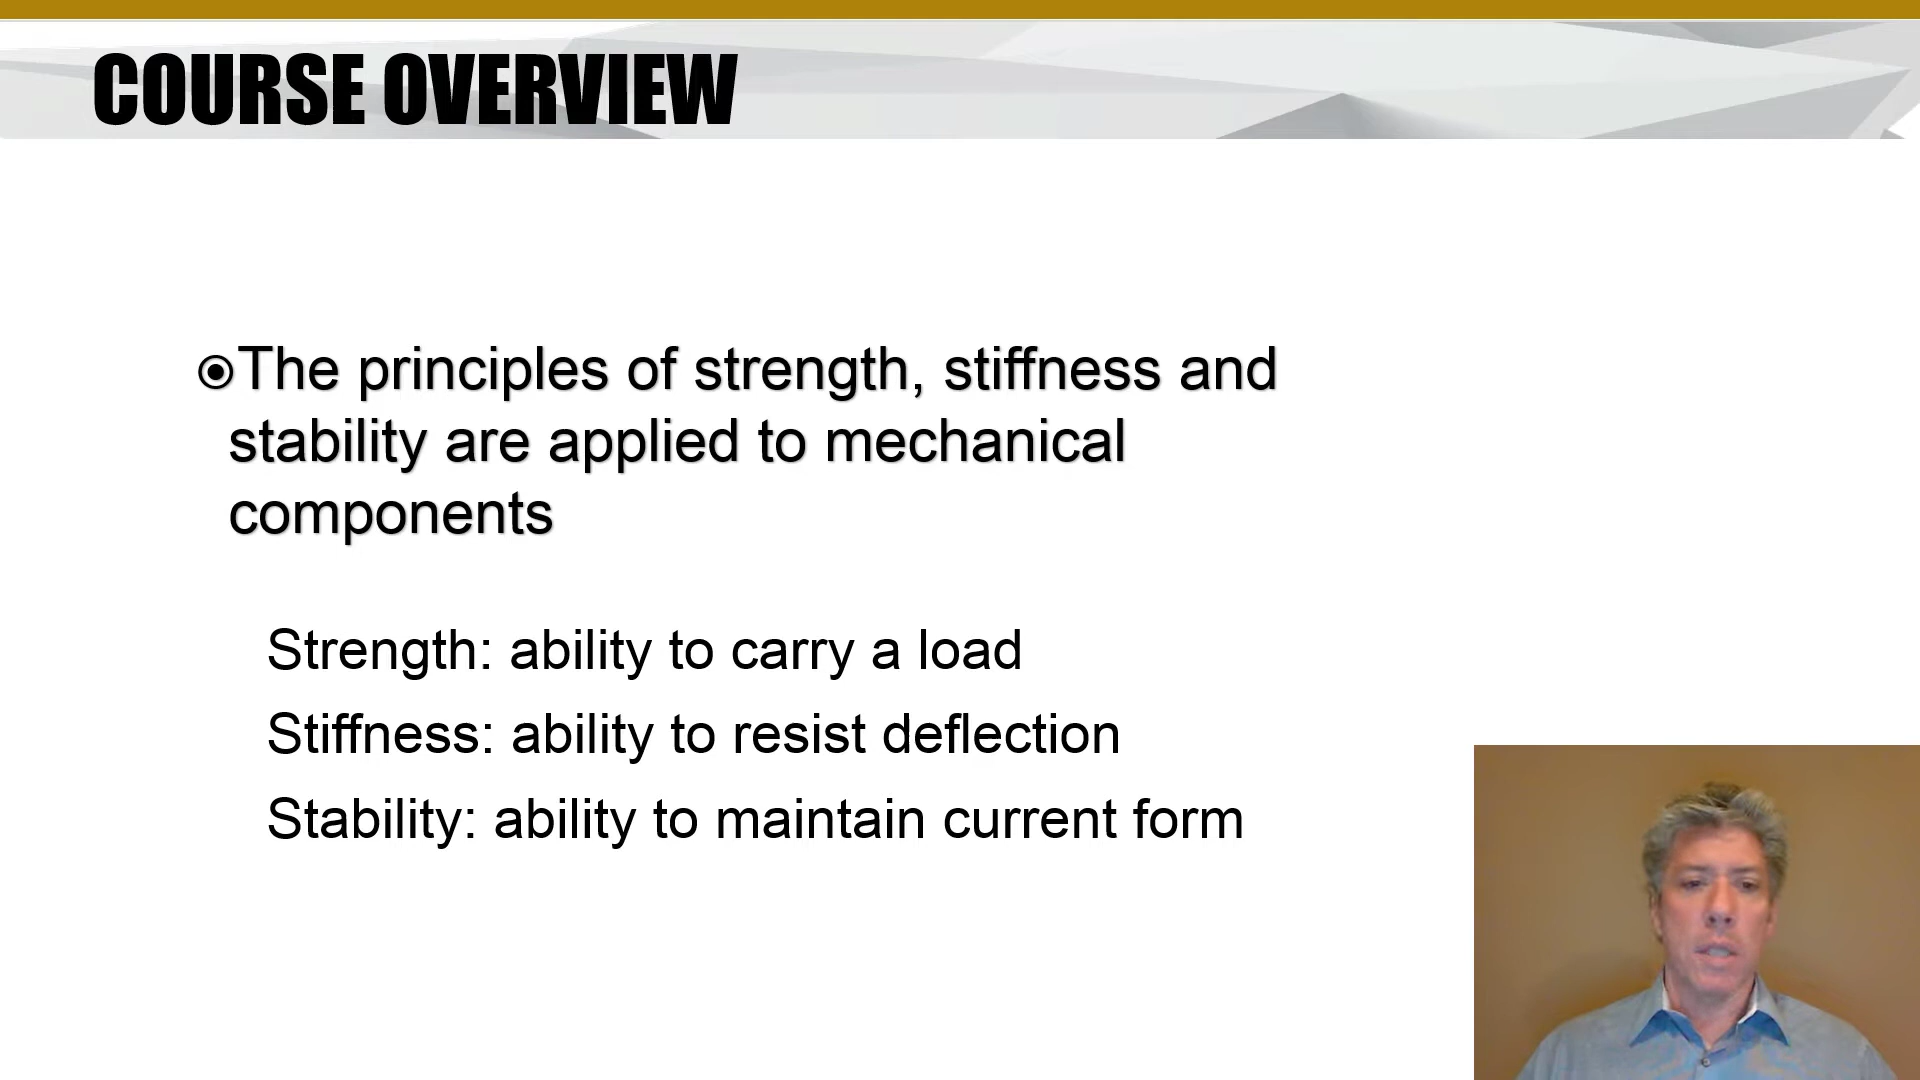 COURSE OVERVIEW
The principles of strength, stiffness and
stability are applied to mechanical
components
Strength: ability to carry a load
Stiffness: ability to resist deflection
Stability: ability to maintain current form